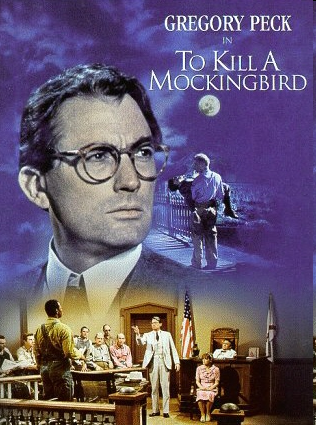 GREGORY PECK
IN
TO KILL A
MOCKINGBIRD